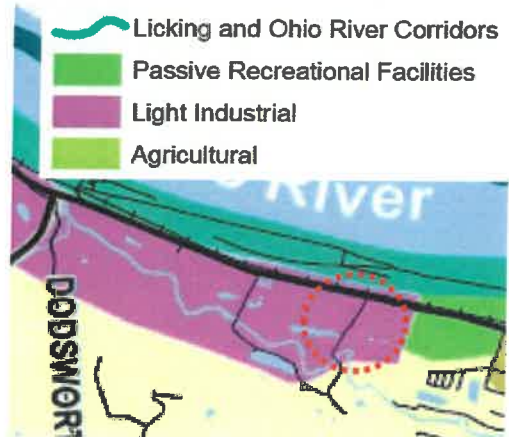 Licking and Ohio River Corridors
Passive Recreational Facilities
Light Industrial
Agricultural
River
DODSWORT